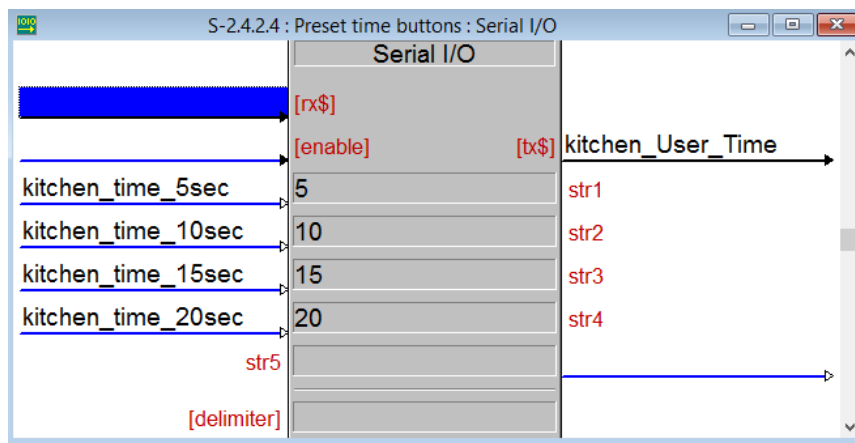 S-2.4.2.4 : Preset time buttons : Serial I/O
Serial I/O
[rx$]
[enable] [tx$] kitchen_User_Time
kitchen_time_5sec 5 str1
kitchen_time_10sec 10 str2
kitchen_time_15sec 15 str3
kitchen_time_20sec 20 str4
str5
[delimiter]